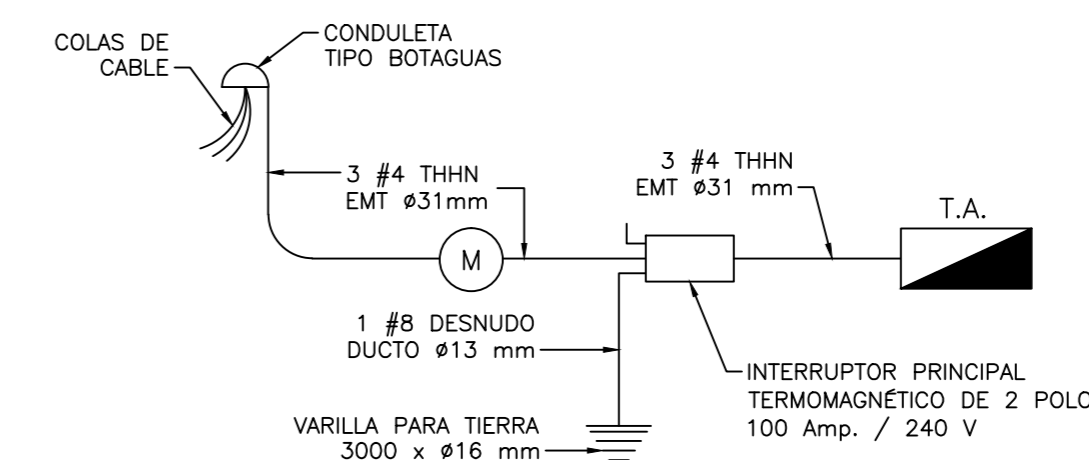 COLAS DE
CABLE
CONDULETA
TIPO BOTAGUAS
3 #4 THHN
EMT ø31mm
3 #4 THHN
EMT ø31 mm
T.A.
M
1 #8 DESNUDO
DUCTO ø13 mm
INTERRUPTOR PRINCIPAL
TERMOMAGNÉTICO DE 2 POLO
100 Amp. / 240 V
VARILLA PARA TIERRA
3000 x ø16 mm